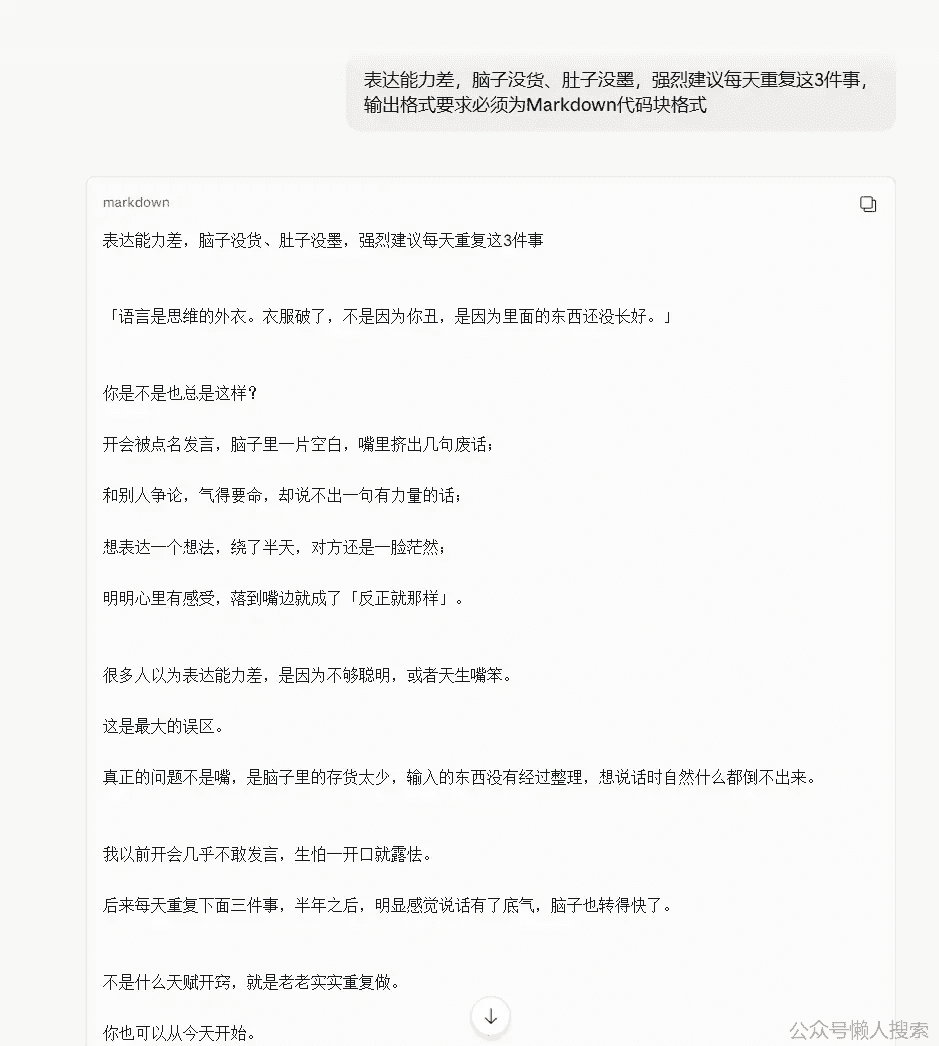 表达能力差，脑子没货、肚子没墨，强烈建议每天重复这3件事，
输出格式要求必须为Markdown代码块格式
markdown
表达能力差，脑子没货、肚子没墨，强烈建议每天重复这3件事
「语言是思维的外衣。衣服破了，不是因为你丑，是因为里面的东西还没长好。」
你是不是也总是这样？
开会被点名发言，脑子里一片空白，嘴里挤出几句废话；
和别人争论，气得要命，却说不出一句有力量的话；
想表达一个想法，绕了半天，对方还是一脸茫然；
明明心里有感受，落到嘴边就成了「反正就那样」。
很多人以为表达能力差，是因为不够聪明，或者天生嘴笨。
这是最大的误区。
真正的问题不是嘴，是脑子里的存货太少，输入的东西没有经过整理，想说话时自然什么都倒不出来。
我以前开会几乎不敢发言，生怕一开口就露怯。
后来每天重复下面三件事，半年之后，明显感觉说话有了底气，脑子也转得快了。
不是什么天赋开窍，就是老老实实重复做。
你也可以从今天开始。
公众号懒人搜索